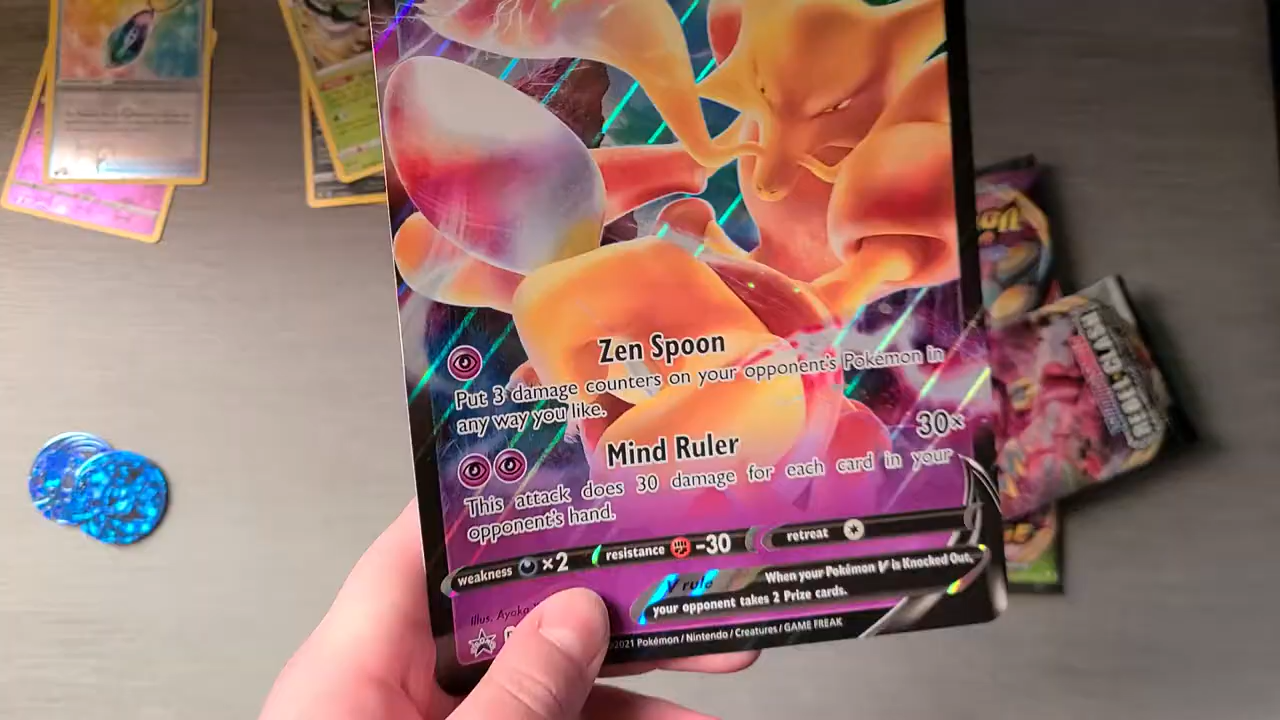 Zen Spoon
Put 3 damage counters on your opponent's Pokémon in
any way you like.
Mind Ruler 30×
This attack does 30 damage for each card in your
opponent's hand.
weakness ×2 resistance -30 retreat
V rule When your Pokémon V is Knocked Out,
your opponent takes 2 Prize cards.
Illus. Ayaka
©2021 Pokémon / Nintendo / Creatures / GAME FREAK
REBEL CLASH